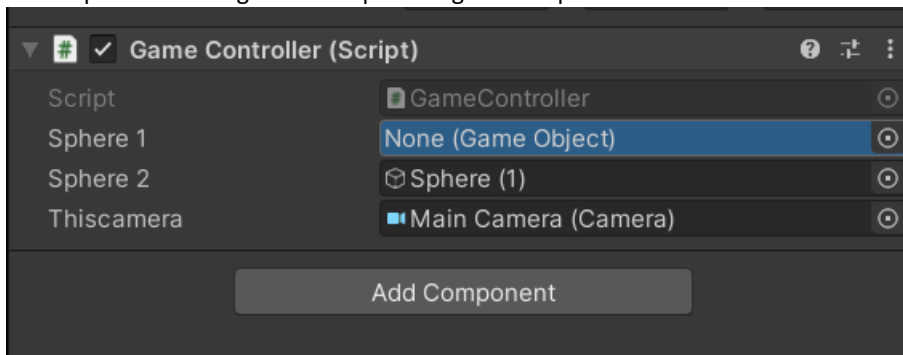 Game Controller (Script)
Script GameController
Sphere 1 None (Game Object)
Sphere 2 Sphere (1)
Thiscamera Main Camera (Camera)
Add Component